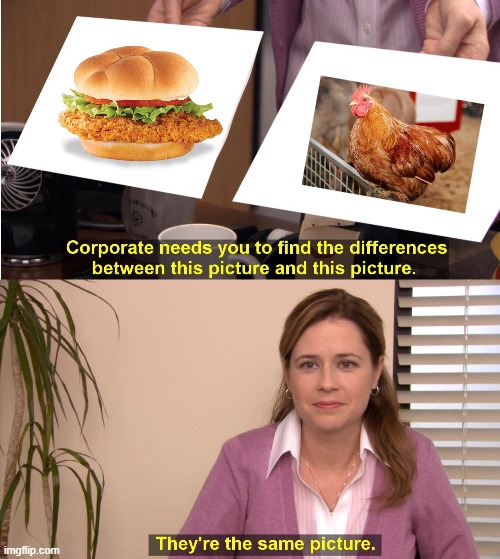 Corporate needs you to find the differences
between this picture and this picture.
They're the same picture.
imgflip.com